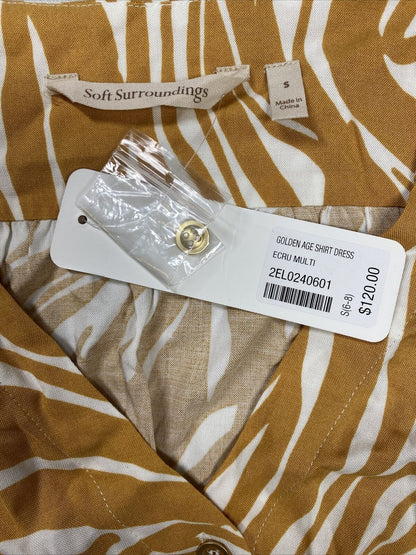 Soft Surroundings
S
Made in
China
GOLDEN AGE SHIRT DRESS
ECRU MULTI
2EL0240601
S(6-8)
$120.00